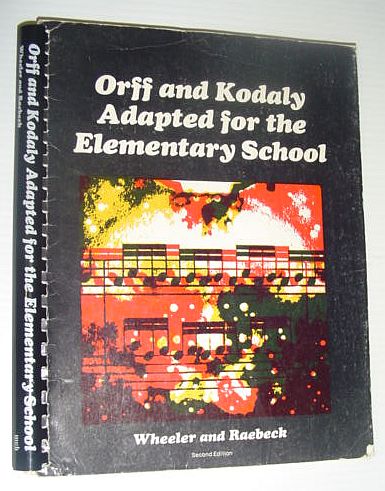 Orff and Kodaly
Adapted for the
Elementary School
Wheeler and Raebeck
Second Edition
Orff and Kodaly Adapted for the Elementary School
Wheeler and Raebeck